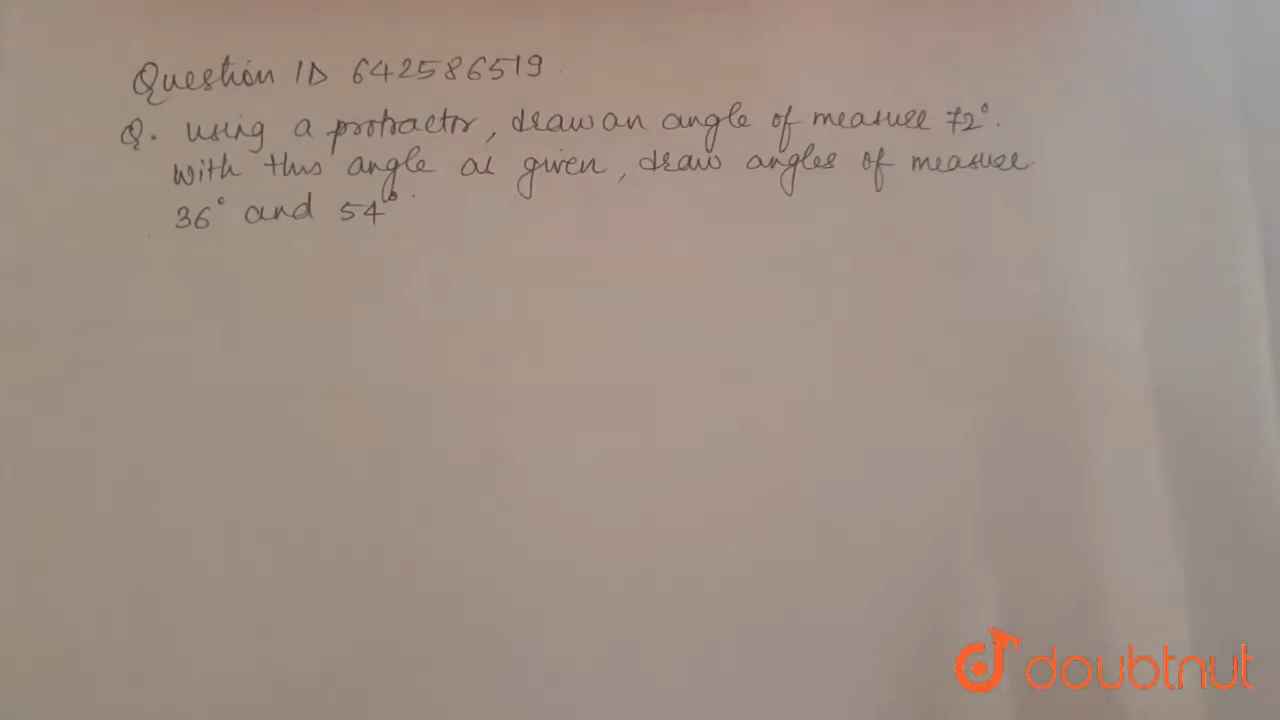 Question ID 642586519
Q. using a protractor, draw an angle of measure 72°.
With this angle as given, draw angles of measure
36° and 54°.
doubtnut